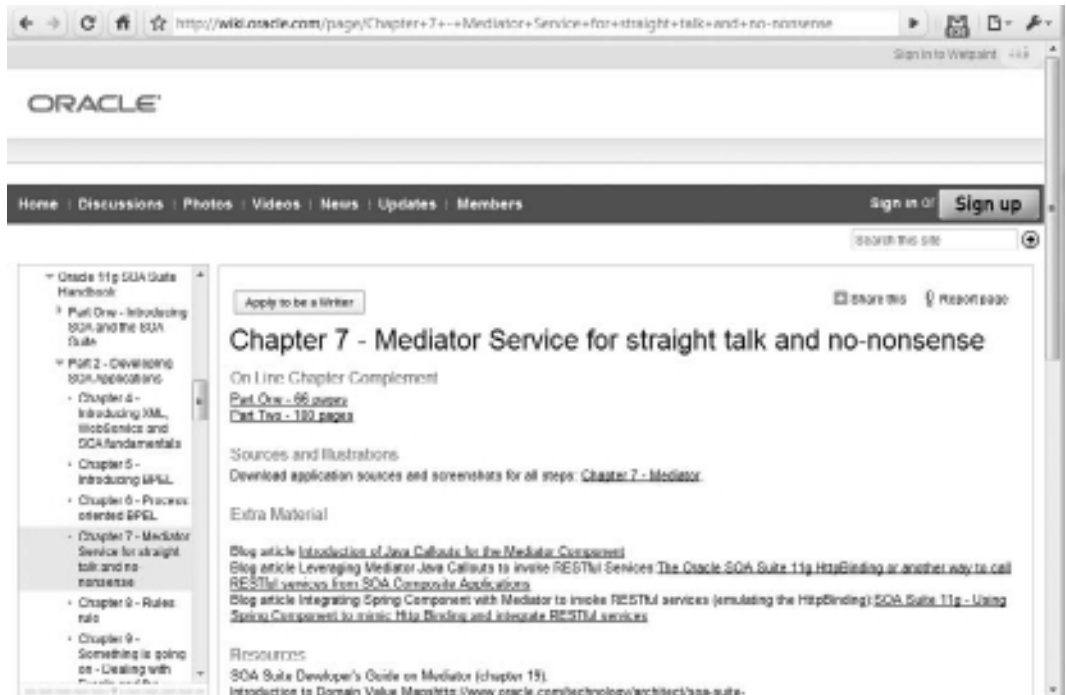 http://wiki.oracle.com/page/Chapter+7+-+Mediator+Service+for+straight+talk+and+no-nonsense
Sign in to Wetpaint
ORACLE
Home | Discussions | Photos | Videos | News | Updates | Members
Sign in or Sign up
Search this site
Oracle 11g SOA Suite
Handbook
Part One - Introducing
SOA and the SOA
Suite
Part 2 - Developing
SOA Applications
Chapter 4 -
Introducing XML,
WebService and
SCA fundamentals
Chapter 5 -
Introducing BPEL
Chapter 6 - Process
oriented BPEL
Chapter 7 - Mediator
Service for straight
talk and no-
nonsense
Chapter 8 - Rules
rule
Chapter 9 -
Something is going
on - Dealing with
Apply to be a Writer
Share this
Report page
Chapter 7 - Mediator Service for straight talk and no-nonsense
On Line Chapter Complement
Part One - 66 pages
Part Two - 100 pages
Sources and Illustrations
Download application sources and screenshots for all steps: Chapter 7 - Mediator.
Extra Material
Blog article Introduction of Java Callouts for the Mediator Component
Blog article Leveraging Mediator Java Callouts to invoke RESTful Services: The Oracle SOA Suite 11g HttpBinding or another way to call
RESTful services from SOA Composite Applications
Blog article Integrating Spring Component with Mediator to invoke RESTful services (emulating the HttpBinding): SOA Suite 11g - Using
Spring Component to mimic Http Binding and integrate RESTful services
Resources
SOA Suite Developer's Guide on Mediator (chapter 19).
Introduction to Domain Value Maps http://www.oracle.com/technology/architect/soa-suite-